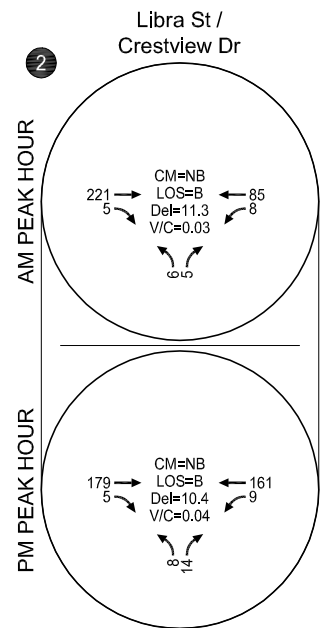 Libra St /
Crestview Dr
2
AM PEAK HOUR
CM=NB
LOS=B
Del=11.3
V/C=0.03
221
5
85
8
6
5
PM PEAK HOUR
CM=NB
LOS=B
Del=10.4
V/C=0.04
179
5
161
9
8
14